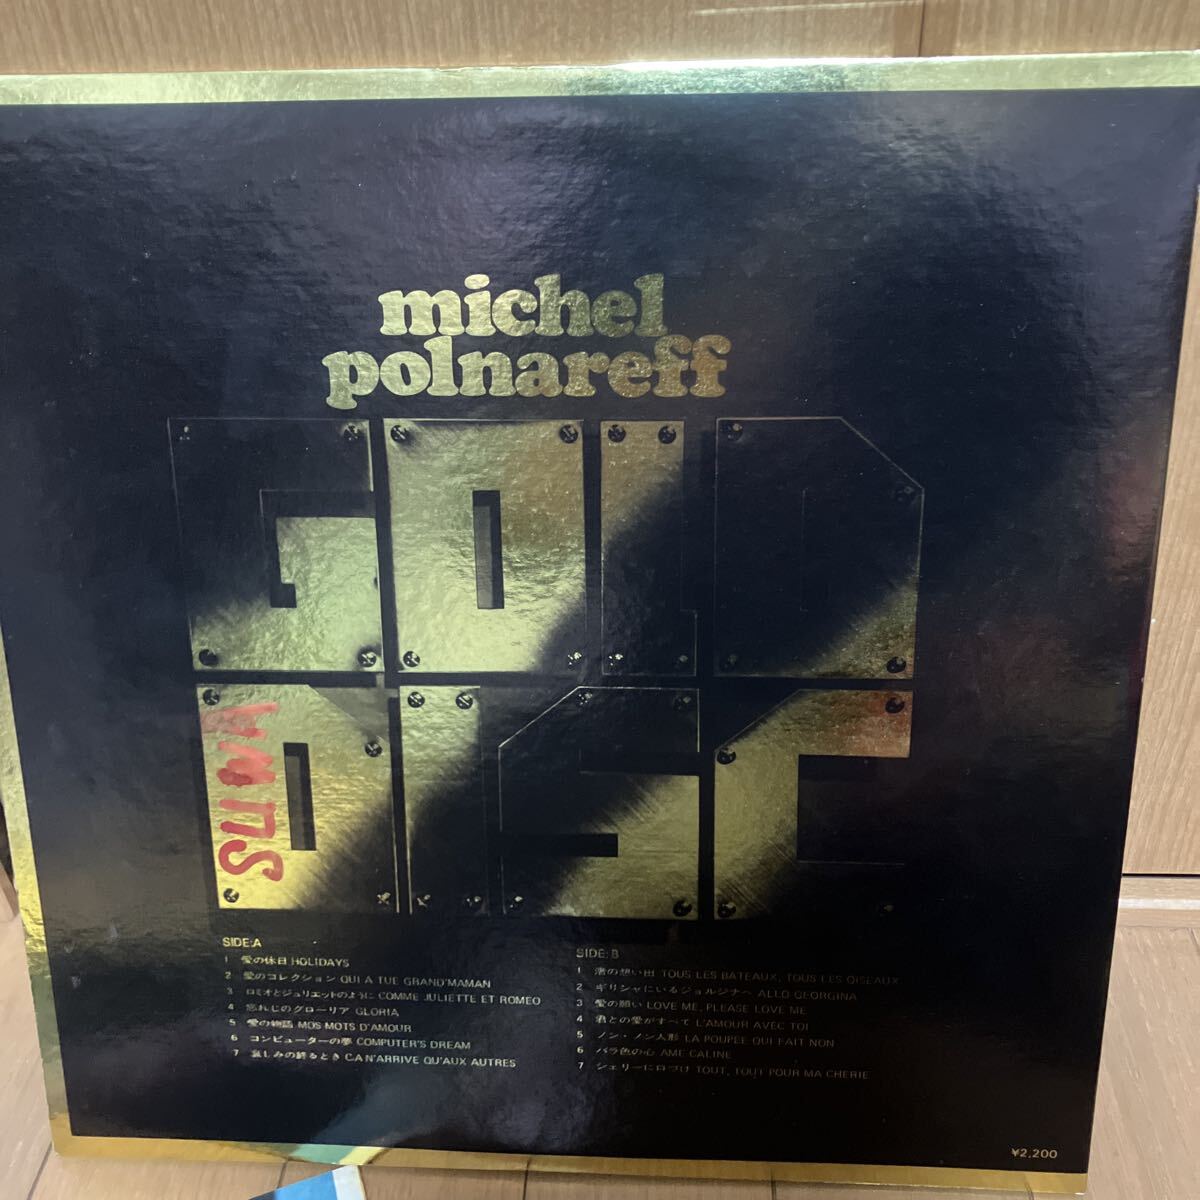 michel
polnareff
GOLD
DISC
SIDE:A
1 愛の休日 HOLIDAYS
2 愛のコレクション QUI A TUE GRAND'MAMAN
3 ロミオとジュリエットのように COMME JULIETTE ET ROMEO
4 忘れじのグローリア GLORIA
5 愛の物語 MOS MOTS D'AMOUR
6 コンピューターの夢 COMPUTER'S DREAM
7 哀しみの終るとき C.A N'ARRIVE QU'AUX AUTRES
SIDE:B
1 渚の想い出 TOUS LES BATEAUX, TOUS LES OISEAUX
2 ギリシャにいるジョルジナへ ALLO GEORGINA
3 愛の願い LOVE ME, PLEASE LOVE ME
4 君との愛がすべて L'AMOUR AVEC TOI
5 ノン・ノン人形 LA POUPEE QUI FAIT NON
6 バラ色の心 AME CALINE
7 シェリーに口づけ TOUT, TOUT POUR MA CHERIE
¥2,200